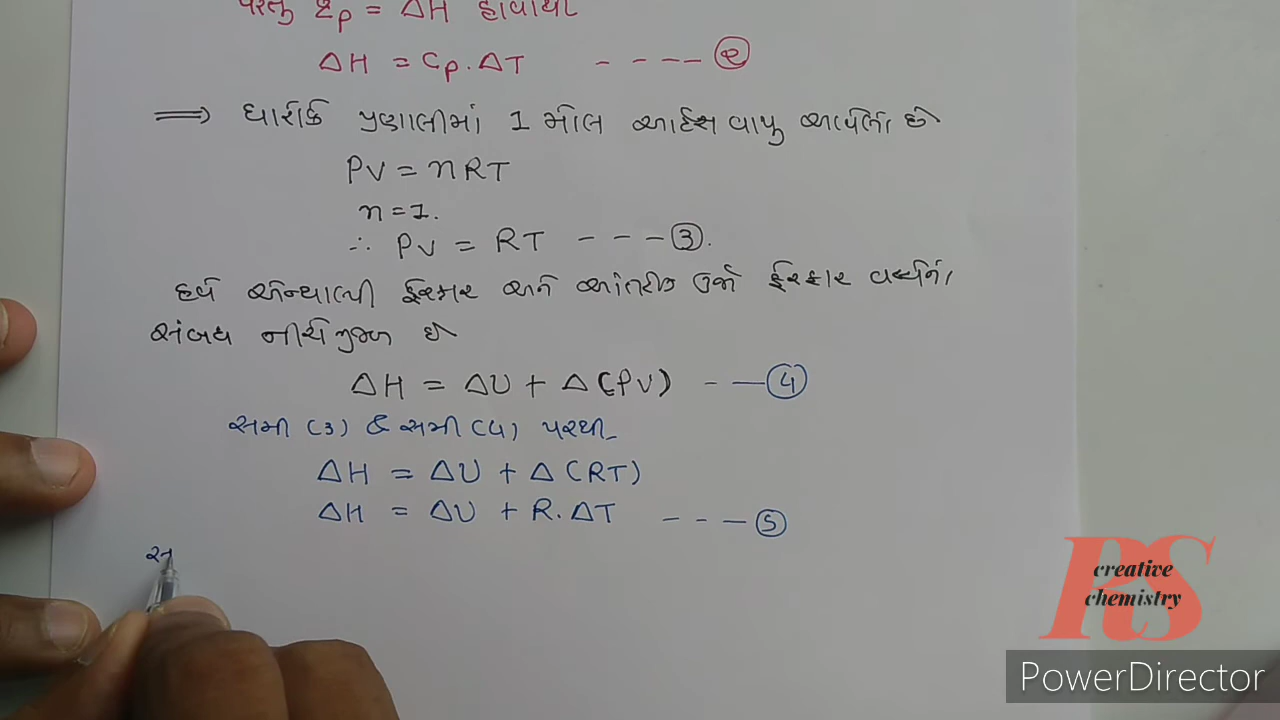 પરંતુ qp = ΔH હોવાથી
ΔH = Cp.ΔT ---- ②
⟹ ધારોકે પ્રણાલીમાં 1 મોલ આદર્શ વાયુ આવેલો છે
PV = nRT
n=1.
∴ PV = RT --- ③.
હવે એન્થાલ્પી ફેરફાર અને આંતરીક ઉર્જા ફેરફાર વચ્ચેનો
સંબંધ નીચે મુજબ છે
ΔH = ΔU + Δ(PV) -- ④
સમી (3) & સમી (4) પરથી_
ΔH = ΔU + Δ(RT)
ΔH = ΔU + R.ΔT --- ⑤
RS
creative
chemistry
PowerDirector